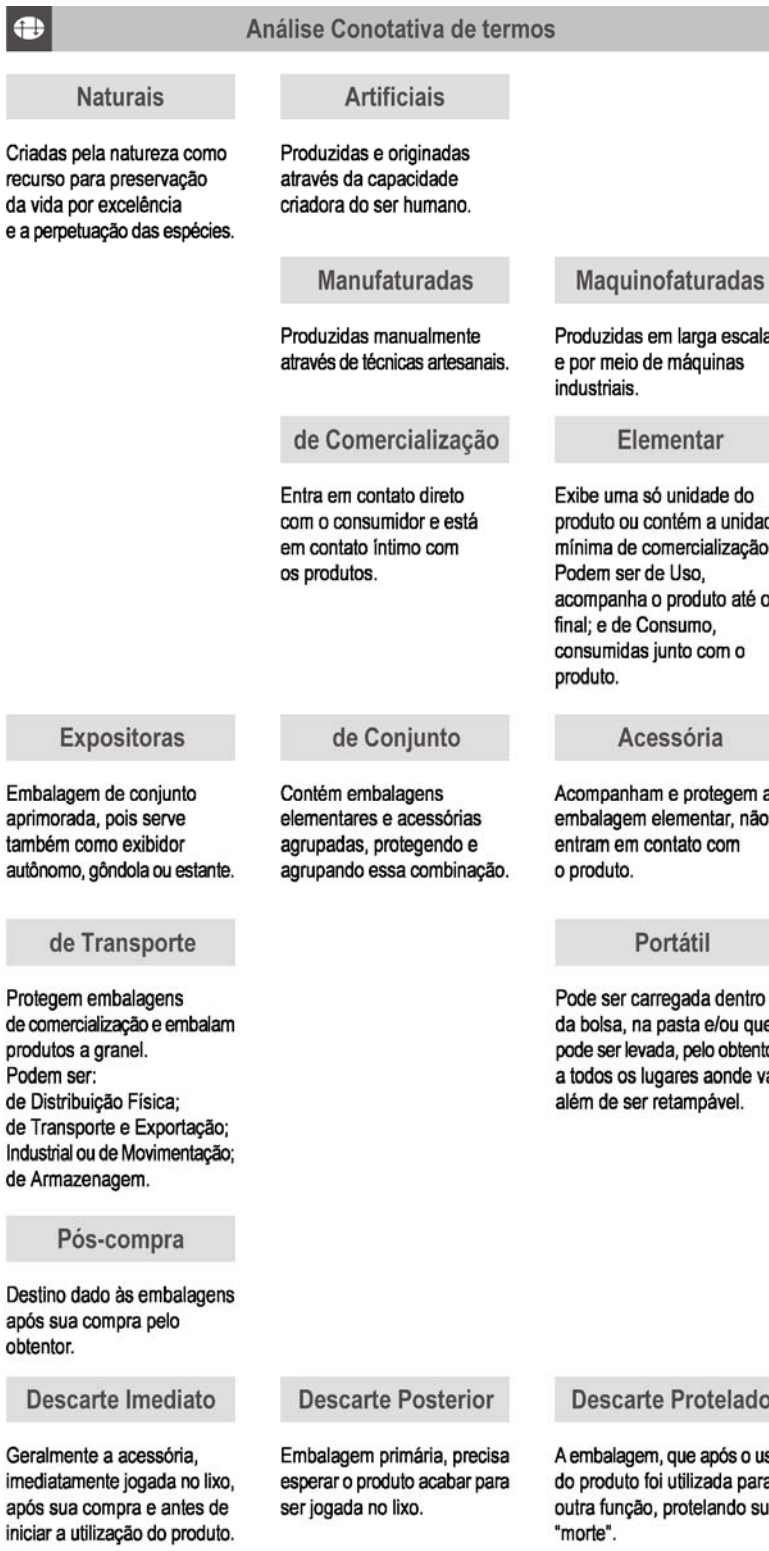 Análise Conotativa de termos
Naturais
Criadas pela natureza como
recurso para preservação
da vida por excelência
e a perpetuação das espécies.
Artificiais
Produzidas e originadas
através da capacidade
criadora do ser humano.
Manufaturadas
Produzidas manualmente
através de técnicas artesanais.
Maquinofaturadas
Produzidas em larga escala
e por meio de máquinas
industriais.
de Comercialização
Entra em contato direto
com o consumidor e está
em contato íntimo com
os produtos.
Elementar
Exibe uma só unidade do
produto ou contém a
mínima de comercialização
Podem ser de Uso,
acompanha o produto até
final; e de Consumo,
consumidas junto com o
produto.
Expositoras
Embalagem de conjunto
aprimorada, pois serve
também como exibidor
autônomo, gôndola ou estante.
de Conjunto
Contém embalagens
elementares e acessórias
agrupadas, protegendo e
agrupando essa combinação.
Acessória
Acompanham e protegem a
embalagem elementar, não
entram em contato com
o produto.
de Transporte
Protegem embalagens
de comercialização e embalam
produtos a granel.
Podem ser:
de Distribuição Física;
de Transporte e Exportação;
Industrial ou de Movimentação;
de Armazenagem.
Portátil
Pode ser carregada dentro
da bolsa, na pasta e/ou que
pode ser levada, pelo
a todos os lugares aonde
além de ser retampável.
Pós-compra
Destino dado às embalagens
após sua compra pelo
obtentor.
Descarte Imediato
Geralmente a acessória,
imediatamente jogada no lixo,
após sua compra e antes de
iniciar a utilização do produto.
Descarte Posterior
Embalagem primária, precisa
esperar o produto acabar para
ser jogada no lixo.
Descarte Protelado
A embalagem, que após o
do produto foi utilizada para
outra função, protelando
"morte".